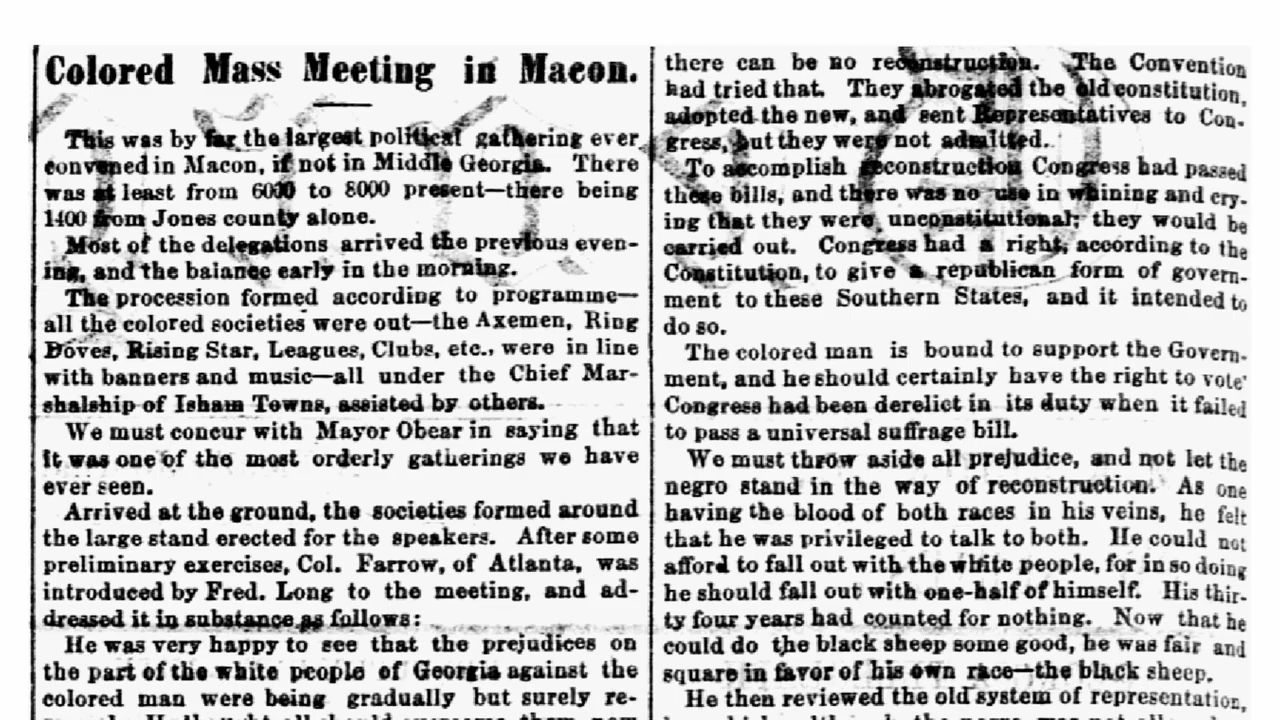 Colored Mass Meeting in Macon.
This was by far the largest political gathering ever
convened in Macon, if not in Middle Georgia. There
was at least from 6000 to 8000 present—there being
1400 from Jones county alone.
Most of the delegations arrived the previous even-
ing, and the balance early in the morning.
The procession formed according to programme—
all the colored societies were out—the Axemen, Ring
Doves, Rising Star, Leagues, Clubs, etc., were in line
with banners and music—all under the Chief Mar-
shalship of Isham Towns, assisted by others.
We must concur with Mayor Obear in saying that
it was one of the most orderly gatherings we have
ever seen.
Arrived at the ground, the societies formed around
the large stand erected for the speakers. After some
preliminary exercises, Col. Farrow, of Atlanta, was
introduced by Fred. Long to the meeting, and ad-
dressed it in substance as follows:
He was very happy to see that the prejudices on
the part of the white people of Georgia against the
colored man were being gradually but surely re-
there can be no reconstruction. The Convention
had tried that. They abrogated the old constitution,
adopted the new, and sent Representatives to Con-
gress, but they were not admitted.
To accomplish reconstruction Congress had passed
these bills, and there was no use in whining and cry-
ing that they were unconstitutional; they would be
carried out. Congress had a right, according to the
Constitution, to give a republican form of govern-
ment to these Southern States, and it intended to
do so.
The colored man is bound to support the Govern-
ment, and he should certainly have the right to vote
Congress had been derelict in its duty when it failed
to pass a universal suffrage bill.
We must throw aside all prejudice, and not let the
negro stand in the way of reconstruction. As one
having the blood of both races in his veins, he felt
that he was privileged to talk to both. He could not
afford to fall out with the white people, for in so doing
he should fall out with one-half of himself. His thir-
ty four years had counted for nothing. Now that he
could do the black sheep some good, he was fair and
square in favor of his own race—the black sheep.
He then reviewed the old system of representation,